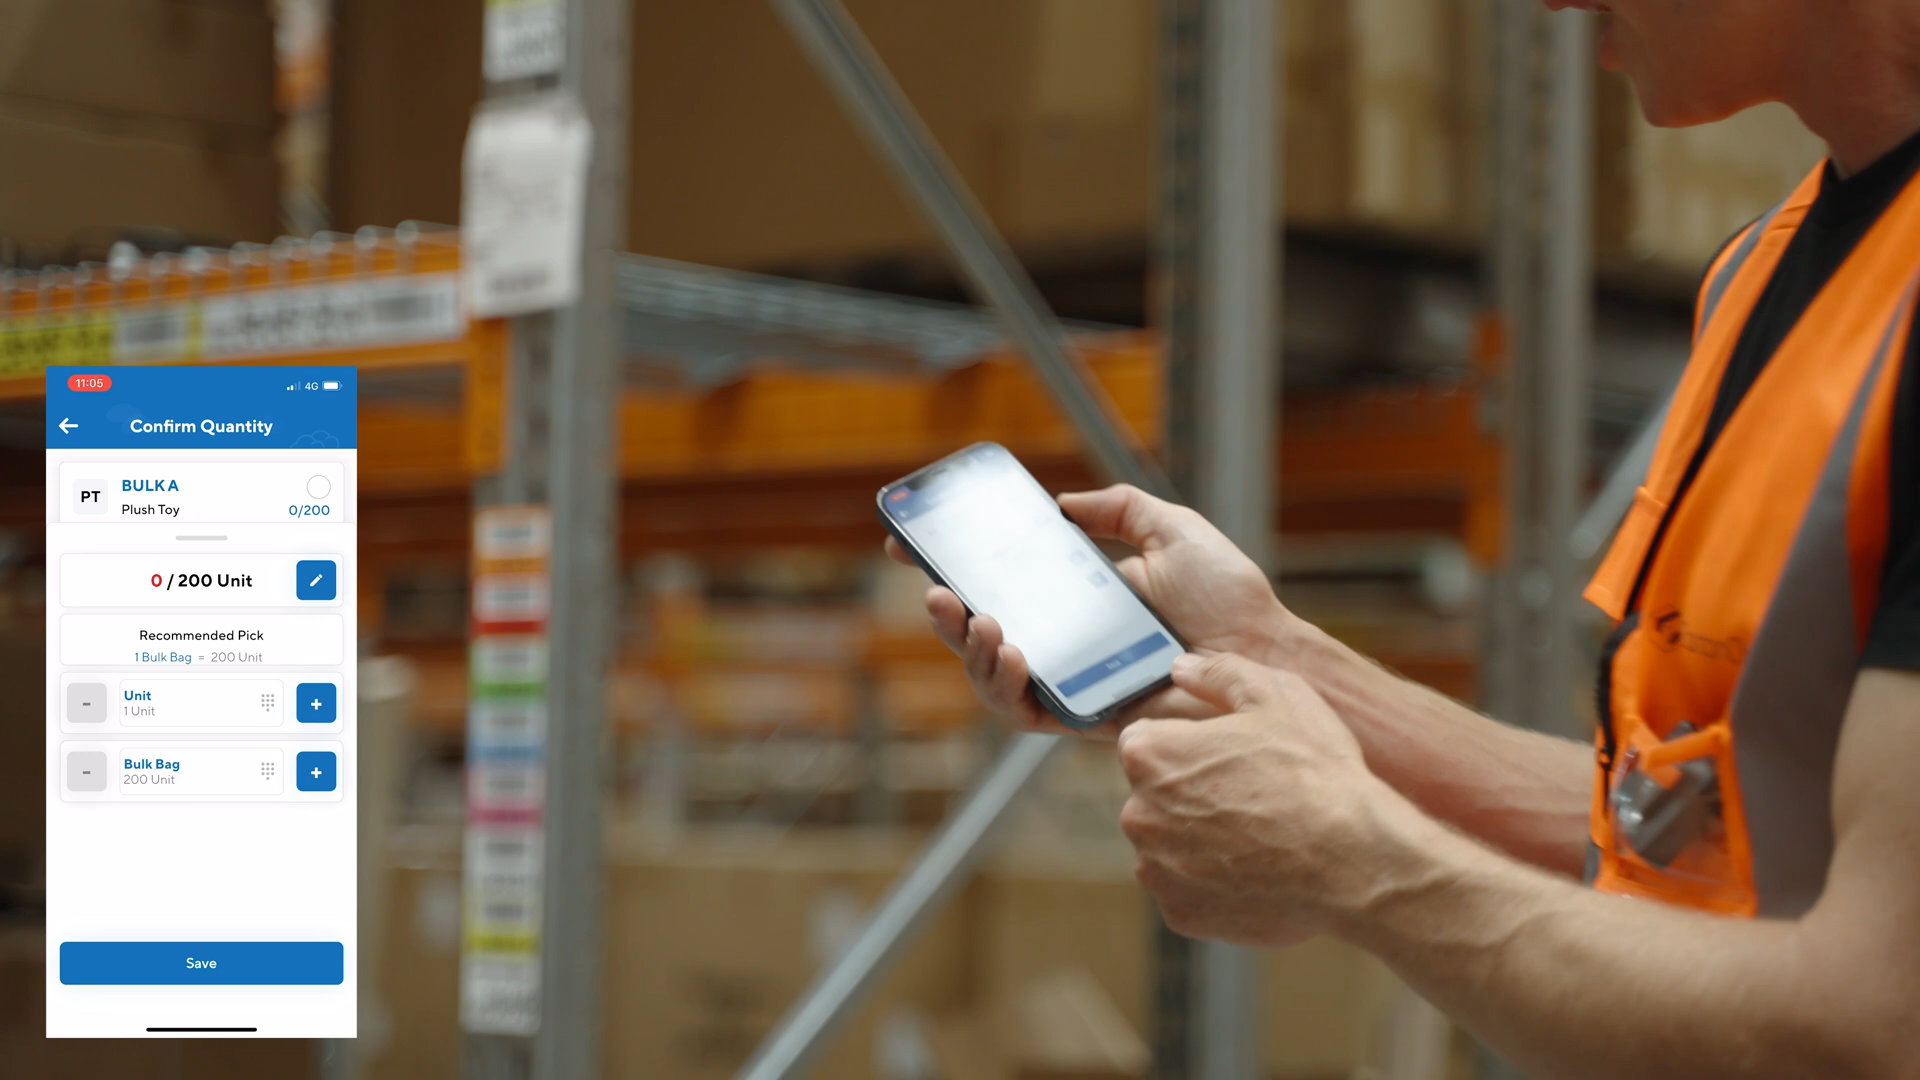 11:05
4G
Confirm Quantity
PT
BULK A
Plush Toy
0/200
0 / 200 Unit
Recommended Pick
1 Bulk Bag = 200 Unit
-
Unit
1 Unit
+
-
Bulk Bag
200 Unit
+
Save